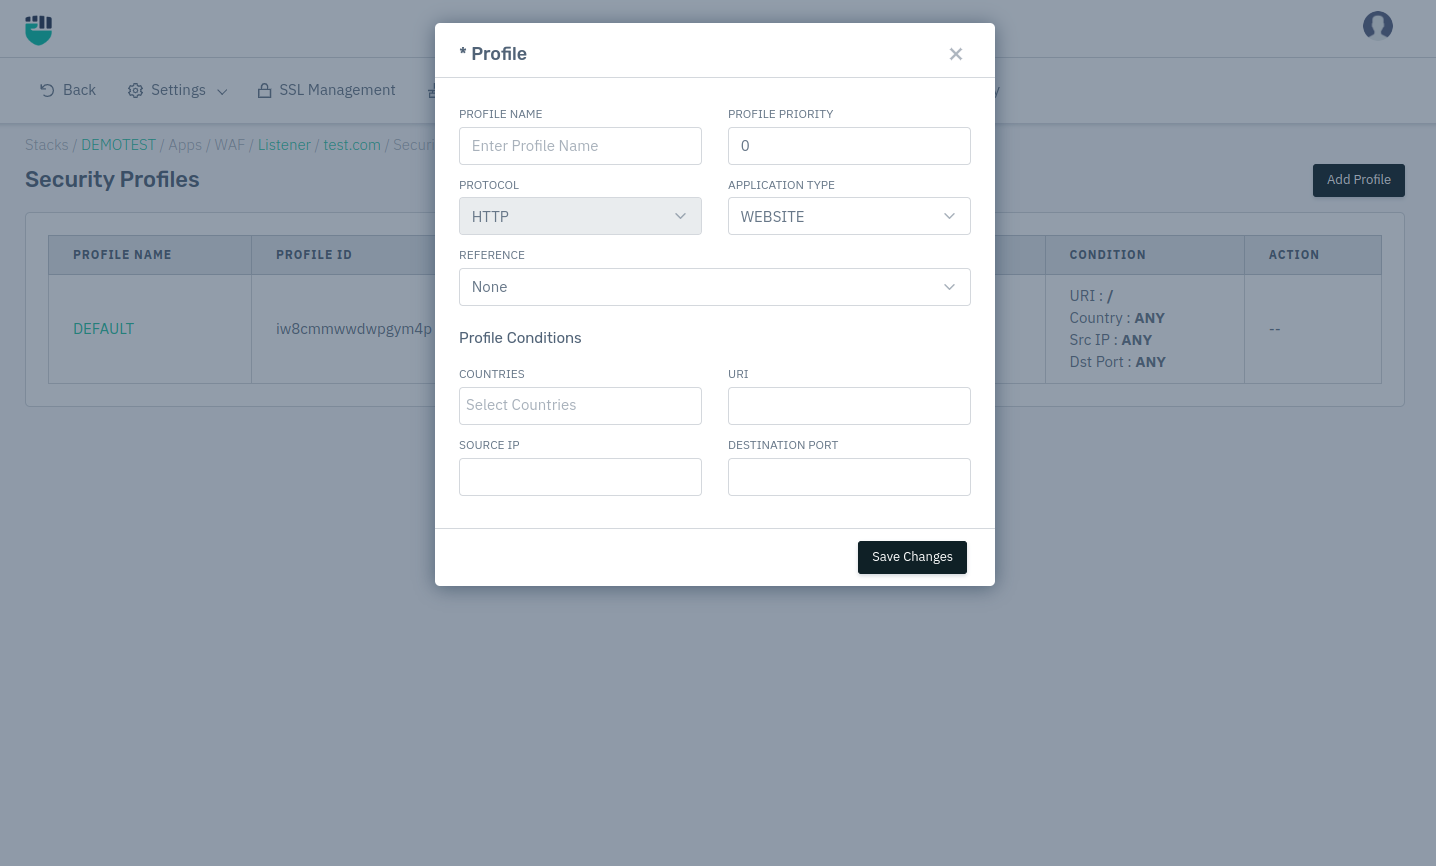 * Profile
Back
Settings
SSL Management
Stacks / DEMOTEST / Apps / WAF / Listener / test.com /
Security Profiles
Add Profile
PROFILE NAME
PROFILE ID
CONDITION
ACTION
DEFAULT
iw8cmmwwdwpgym4p
URI : /
Country : ANY
Src IP : ANY
Dst Port : ANY
--
PROFILE NAME
PROFILE PRIORITY
Enter Profile Name
0
PROTOCOL
APPLICATION TYPE
HTTP
WEBSITE
REFERENCE
None
Profile Conditions
COUNTRIES
URI
Select Countries
SOURCE IP
DESTINATION PORT
Save Changes